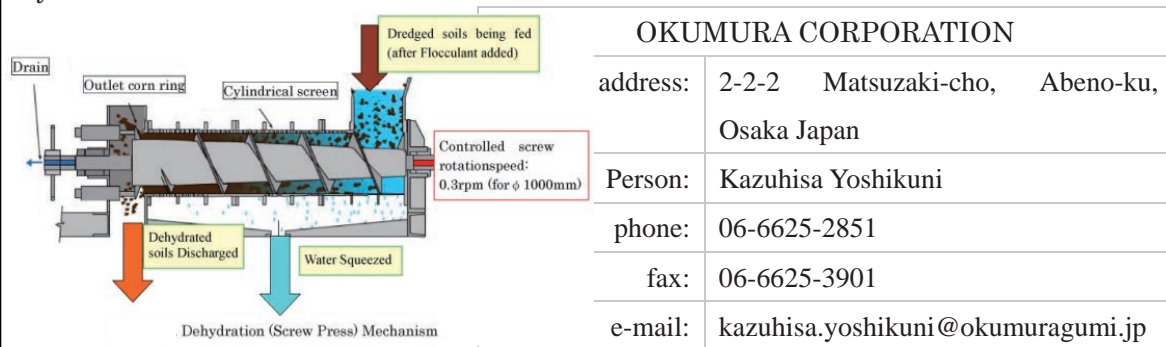 Dredged soils being fed
(after Flocculant added)
Drain
Outlet corn ring
Cylindrical screen
Controlled screw
rotationspeed:
0.3rpm (for φ 1000mm)
Dehydrated
soils Discharged
Water Squeezed
Dehydration (Screw Press) Mechanism
OKUMURA CORPORATION
address: 2-2-2 Matsuzaki-cho, Abeno-ku,
Osaka Japan
Person: Kazuhisa Yoshikuni
phone: 06-6625-2851
fax: 06-6625-3901
e-mail: kazuhisa.yoshikuni@okumuragumi.jp